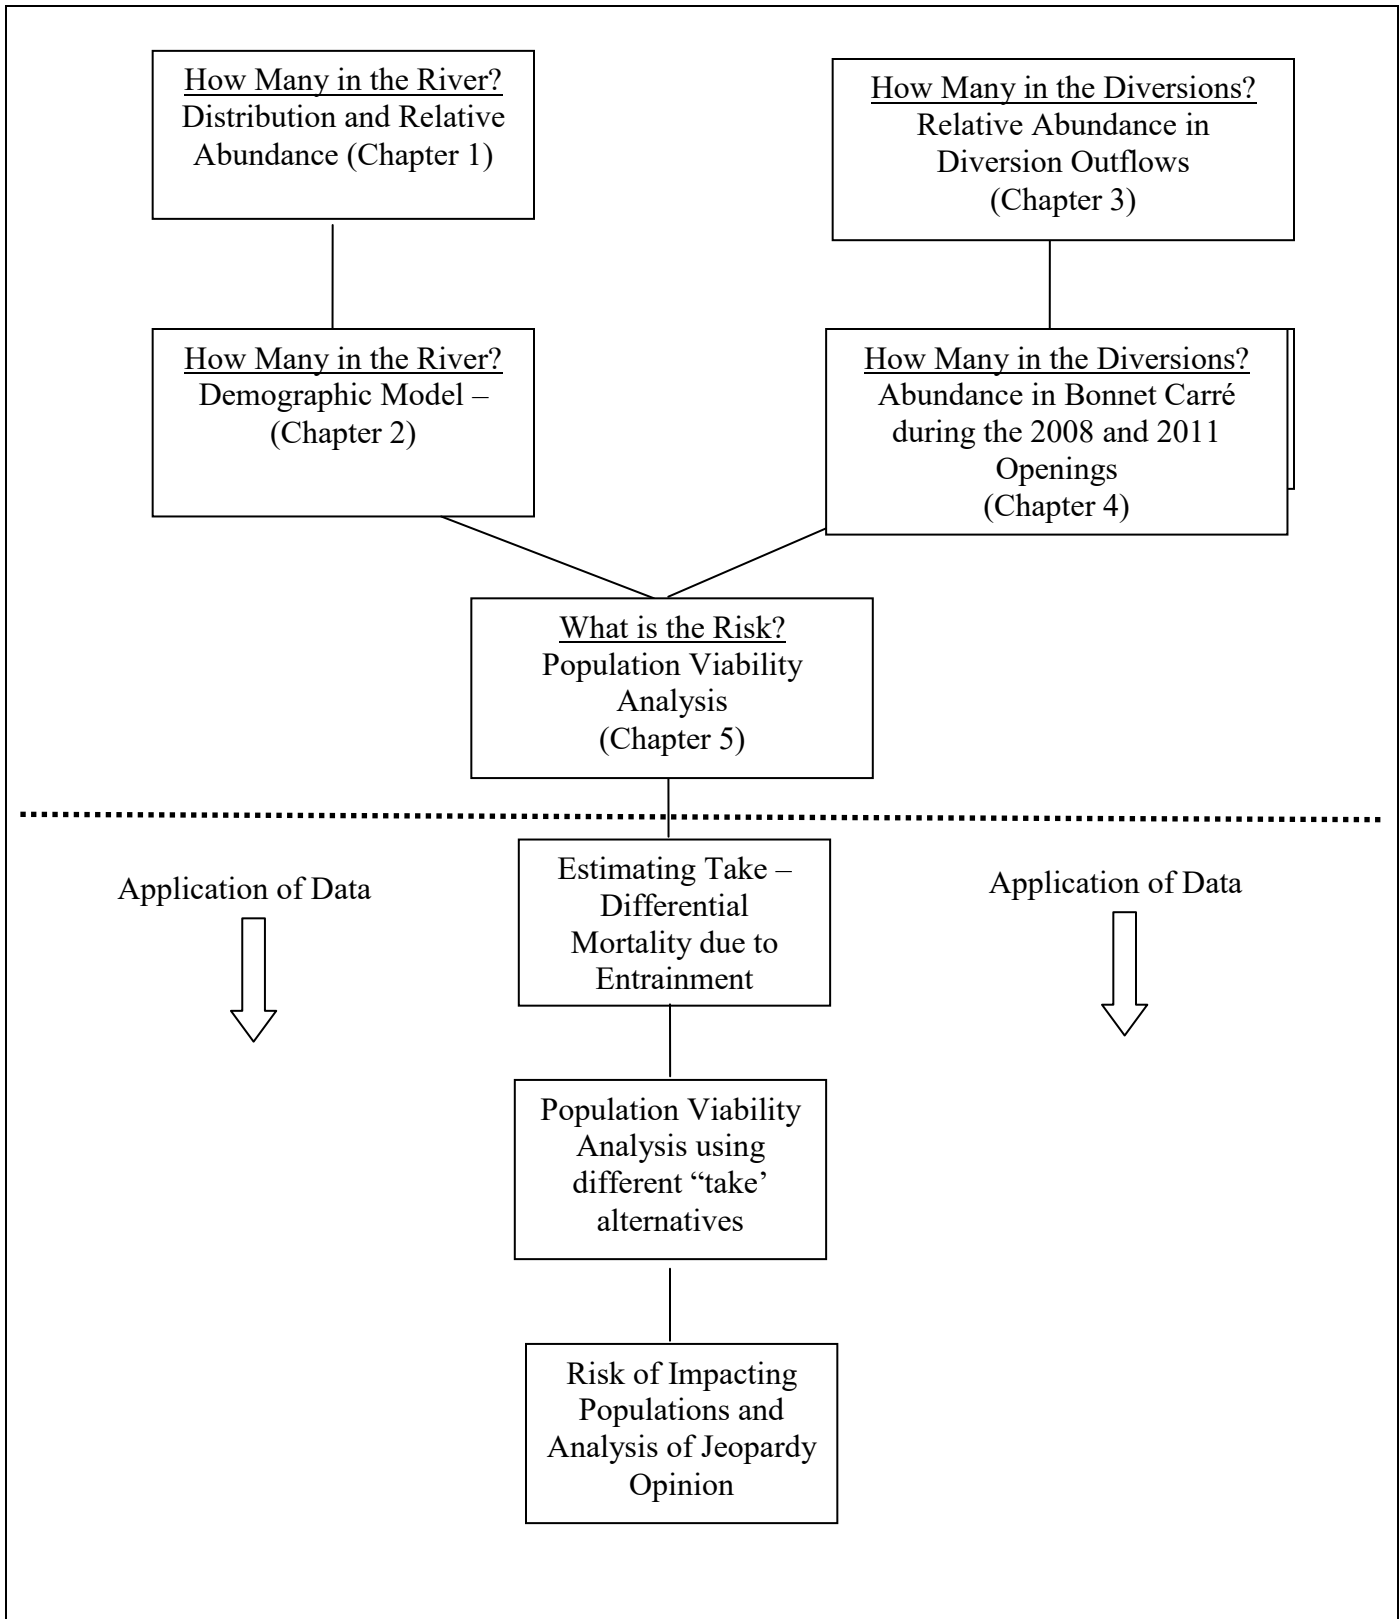 How Many in the River?
Distribution and Relative
Abundance (Chapter 1)
How Many in the Diversions?
Relative Abundance in
Diversion Outflows
(Chapter 3)
How Many in the River?
Demographic Model –
(Chapter 2)
How Many in the Diversions?
Abundance in Bonnet Carré
during the 2008 and 2011
Openings
(Chapter 4)
What is the Risk?
Population Viability
Analysis
(Chapter 5)
Application of Data
Estimating Take –
Differential
Mortality due to
Entrainment
Application of Data
Population Viability
Analysis using
different “take’
alternatives
Risk of Impacting
Populations and
Analysis of Jeopardy
Opinion